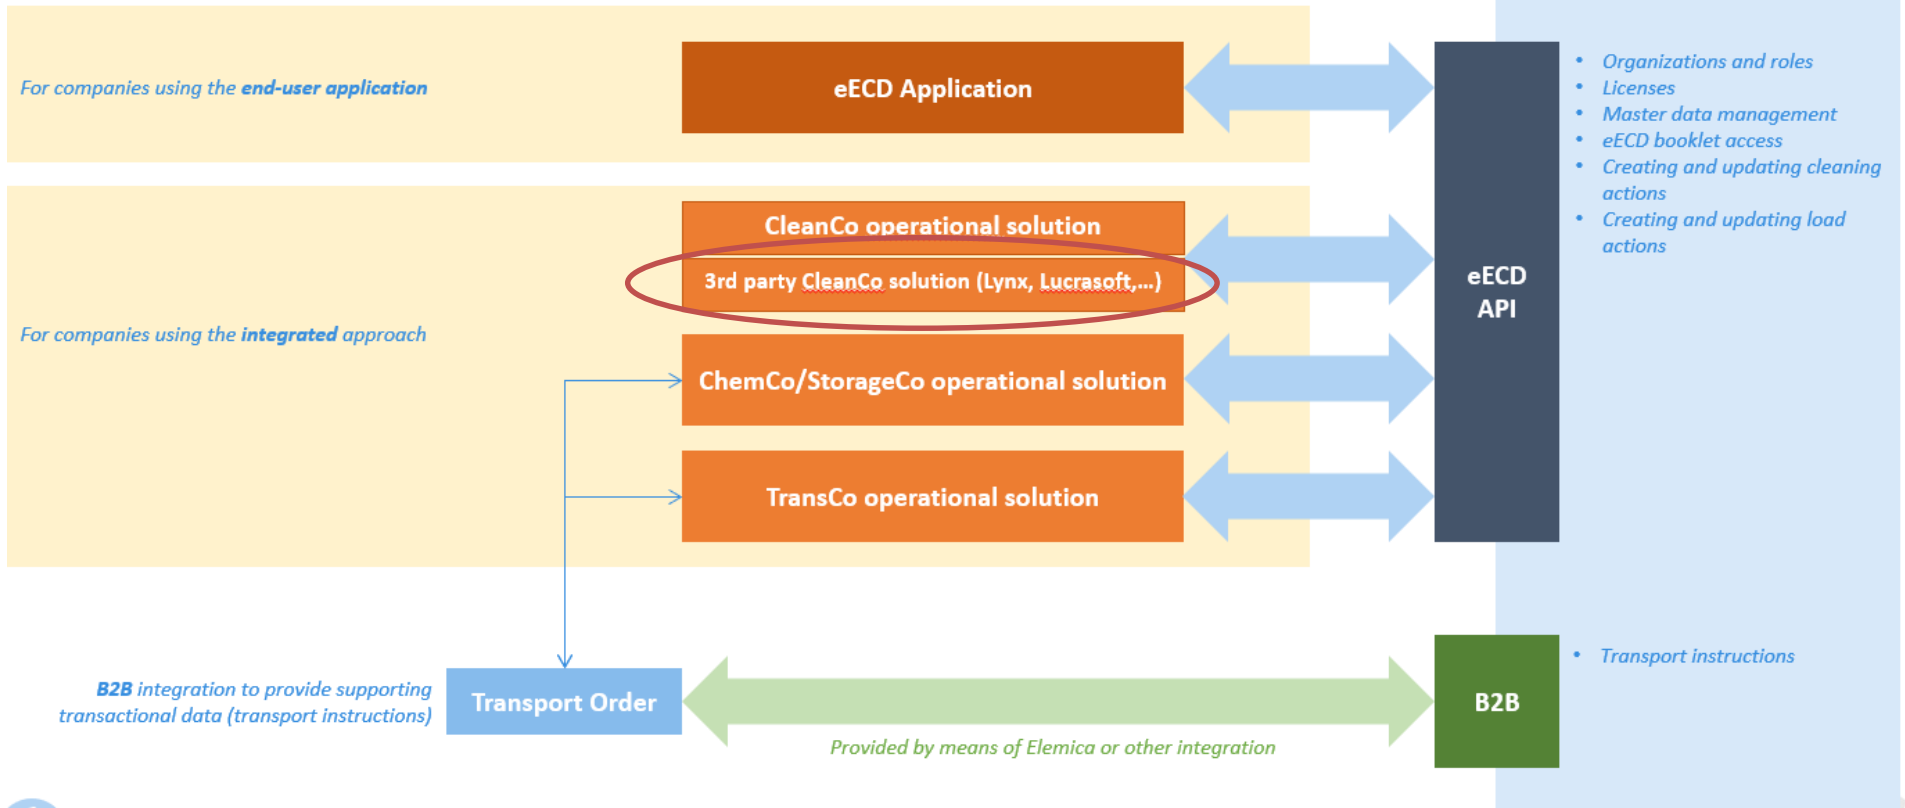 For companies using the end-user application
eECD Application
• Organizations and roles
• Licenses
• Master data management
• eECD booklet access
• Creating and updating cleaning
actions
• Creating and updating load
actions
CleanCo operational solution
3rd party CleanCo solution (Lynx, Lucrasoft,...)
eECD
API
For companies using the integrated approach
ChemCo/StorageCo operational solution
TransCo operational solution
• Transport instructions
B2B integration to provide supporting
transactional data (transport instructions)
Transport Order
B2B
Provided by means of Elemica or other integration